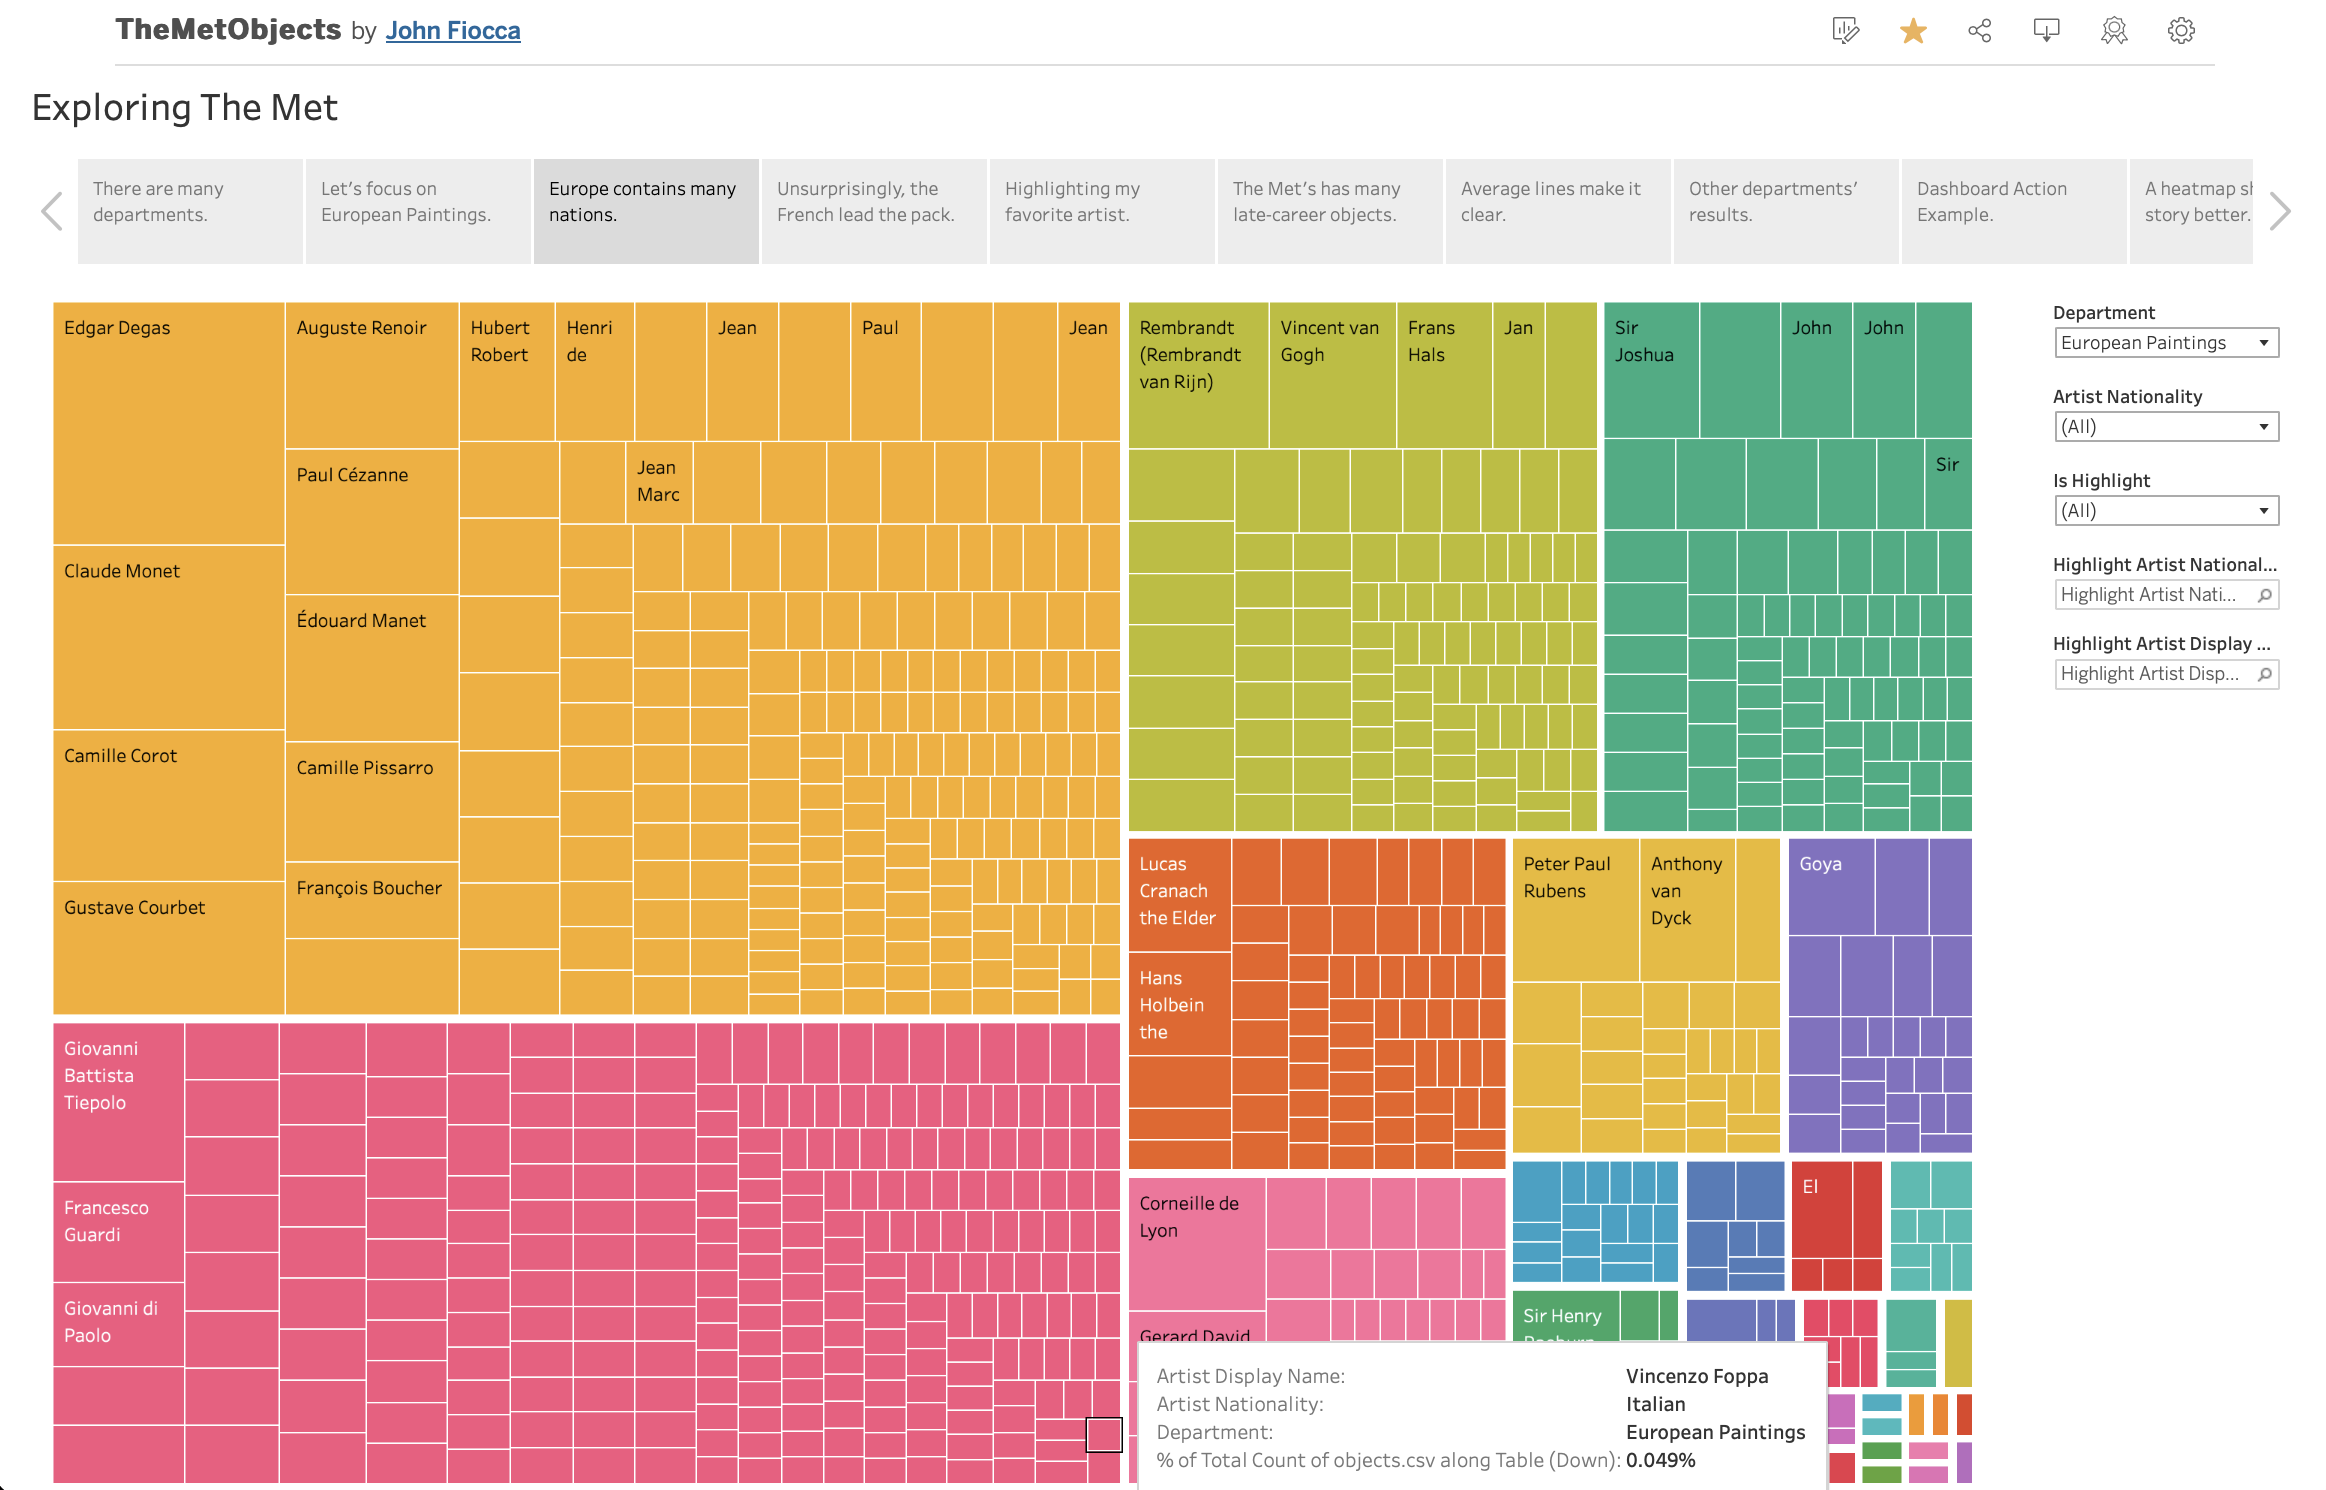 TheMetObjects by John Fiocca
Exploring The Met
There are many
departments.
Let's focus on
European Paintings.
Europe contains many
nations.
Unsurprisingly, the
French lead the pack.
Highlighting my
favorite artist.
The Met's has many
late-career objects.
Average lines make it
clear.
Other departments'
results.
Dashboard Action
Example.
A heatmap
story better.
Edgar Degas
Claude Monet
Camille Corot
Gustave Courbet
Auguste Renoir
Paul Cézanne
Édouard Manet
Camille Pissarro
François Boucher
Hubert
Robert
Henri
de
Jean
Paul
Jean
Jean
Marc
Rembrandt
(Rembrandt
van Rijn)
Vincent van
Gogh
Frans
Hals
Jan
Sir
Joshua
John
John
Sir
Department
European Paintings
Artist Nationality
(All)
Is Highlight
(All)
Highlight Artist National...
Highlight Artist Nati...
Highlight Artist Display ...
Highlight Artist Disp...
Lucas
Cranach
the Elder
Hans
Holbein
the
Peter Paul
Rubens
Anthony
van
Dyck
Goya
Giovanni
Battista
Tiepolo
Francesco
Guardi
Giovanni di
Paolo
Corneille de
Lyon
Gerard David
El
Sir Henry
Artist Display Name: Vincenzo Foppa
Artist Nationality: Italian
Department: European Paintings
% of Total Count of objects.csv along Table (Down): 0.049%